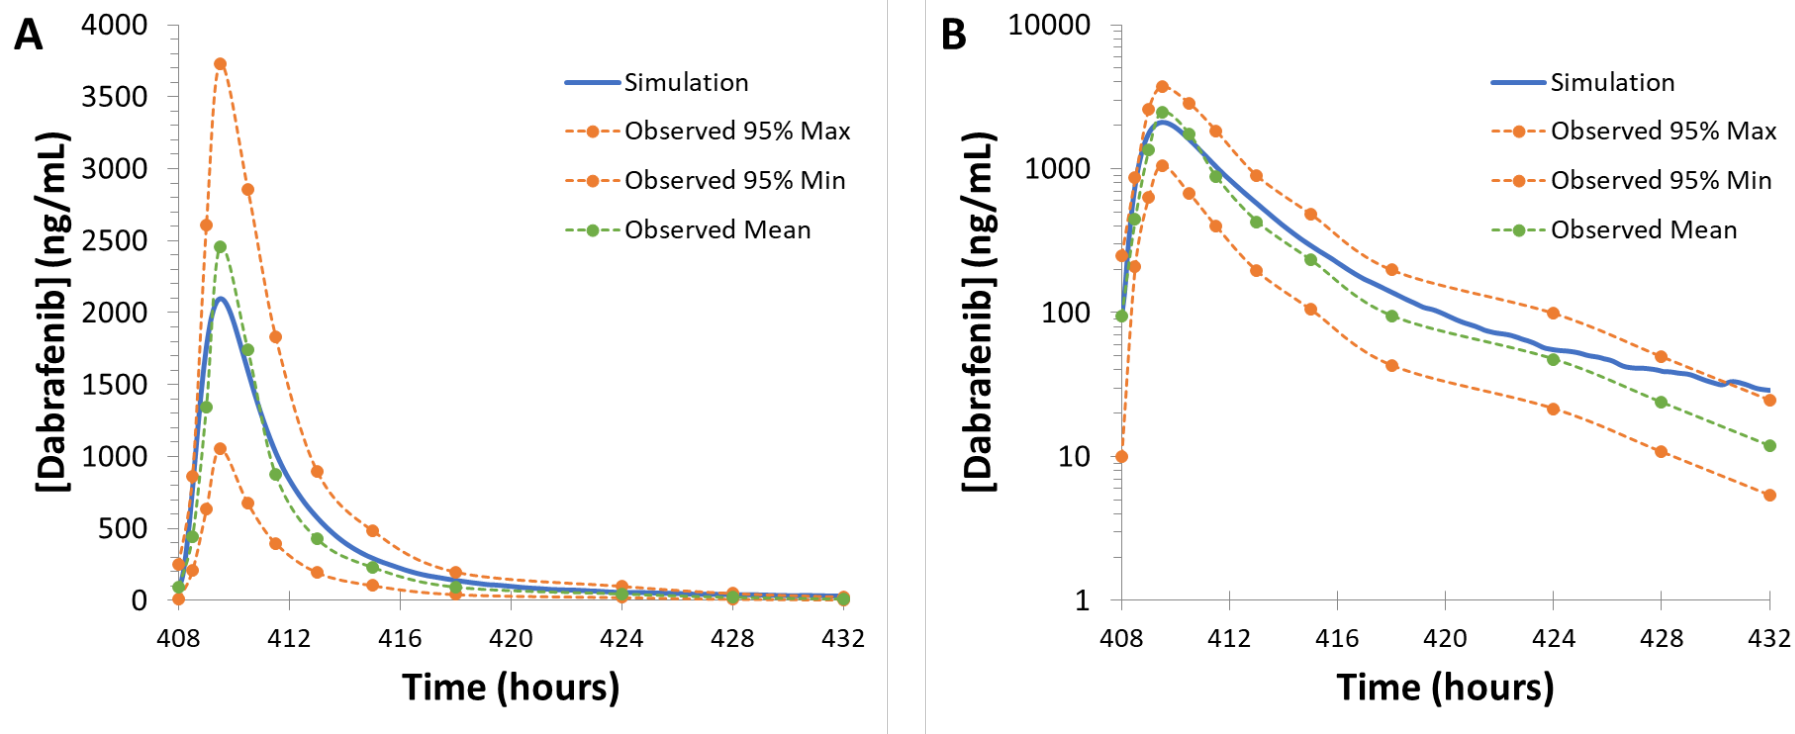 A
4000
3500
3000
2500
2000
1500
1000
500
0
[Dabrafenib] (ng/mL)
Simulation
Observed 95% Max
Observed 95% Min
Observed Mean
408 412 416 420 424 428 432
Time (hours)
B
10000
1000
100
10
1
[Dabrafenib] (ng/mL)
Simulation
Observed 95% Max
Observed 95% Min
Observed Mean
408 412 416 420 424 428 432
Time (hours)